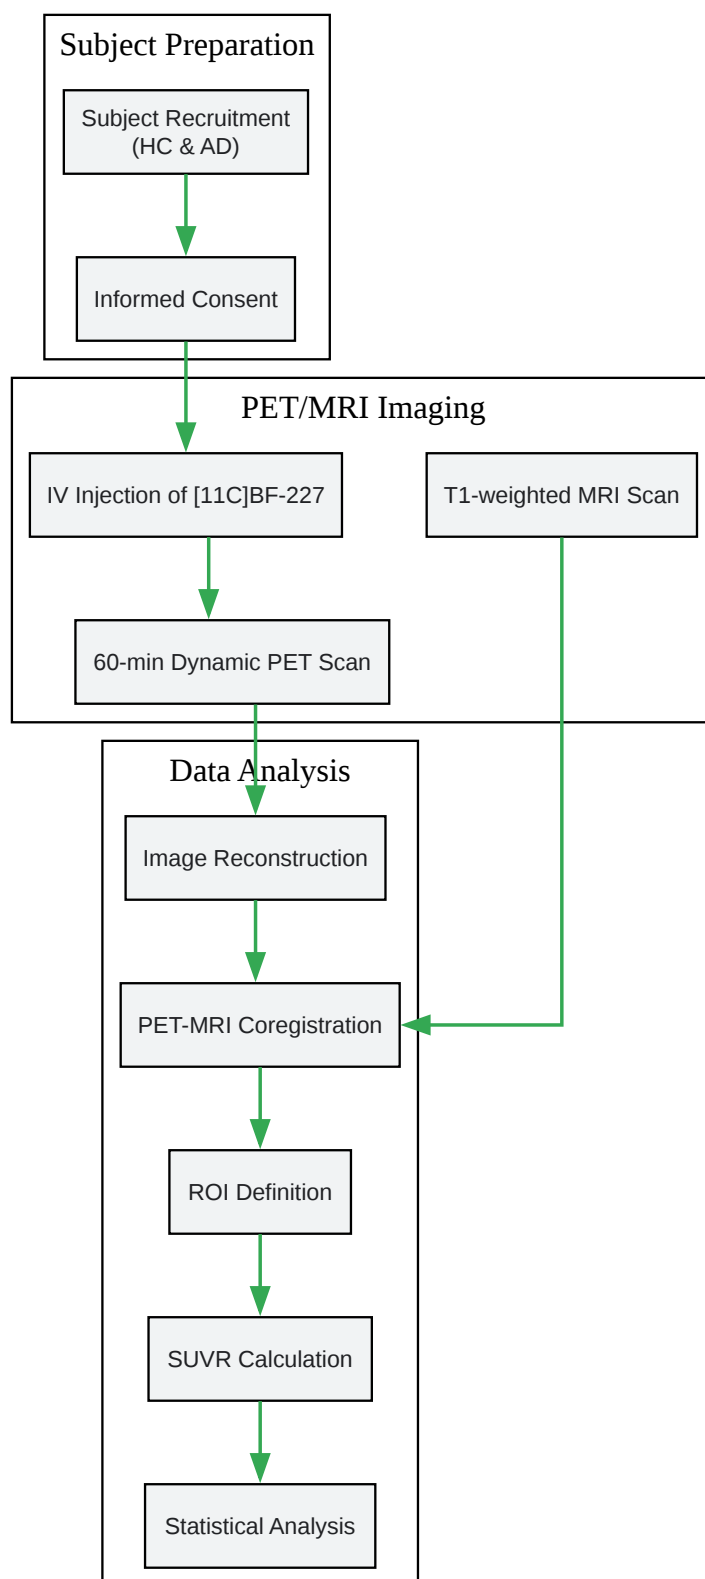 Subject Preparation
Subject Recruitment
(HC & AD)
Informed Consent
PET/MRI Imaging
IV Injection of [11C]BF-227
T1-weighted MRI Scan
60-min Dynamic PET Scan
Data Analysis
Image Reconstruction
PET-MRI Coregistration
ROI Definition
SUVR Calculation
Statistical Analysis